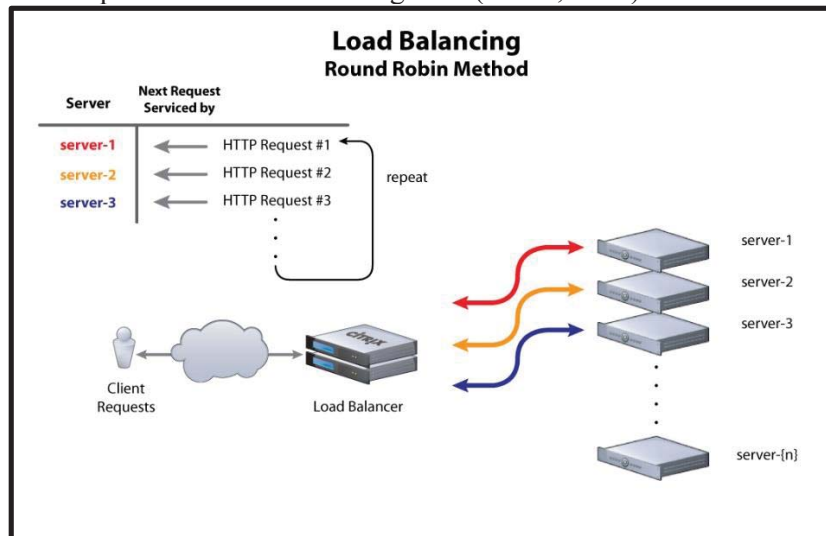 Load Balancing
Round Robin Method
Server
Next Request
Serviced by
server-1
HTTP Request #1
server-2
HTTP Request #2
server-3
HTTP Request #3
repeat
server-1
server-2
server-3
CITRIX
Client
Requests
Load Balancer
server-{n}